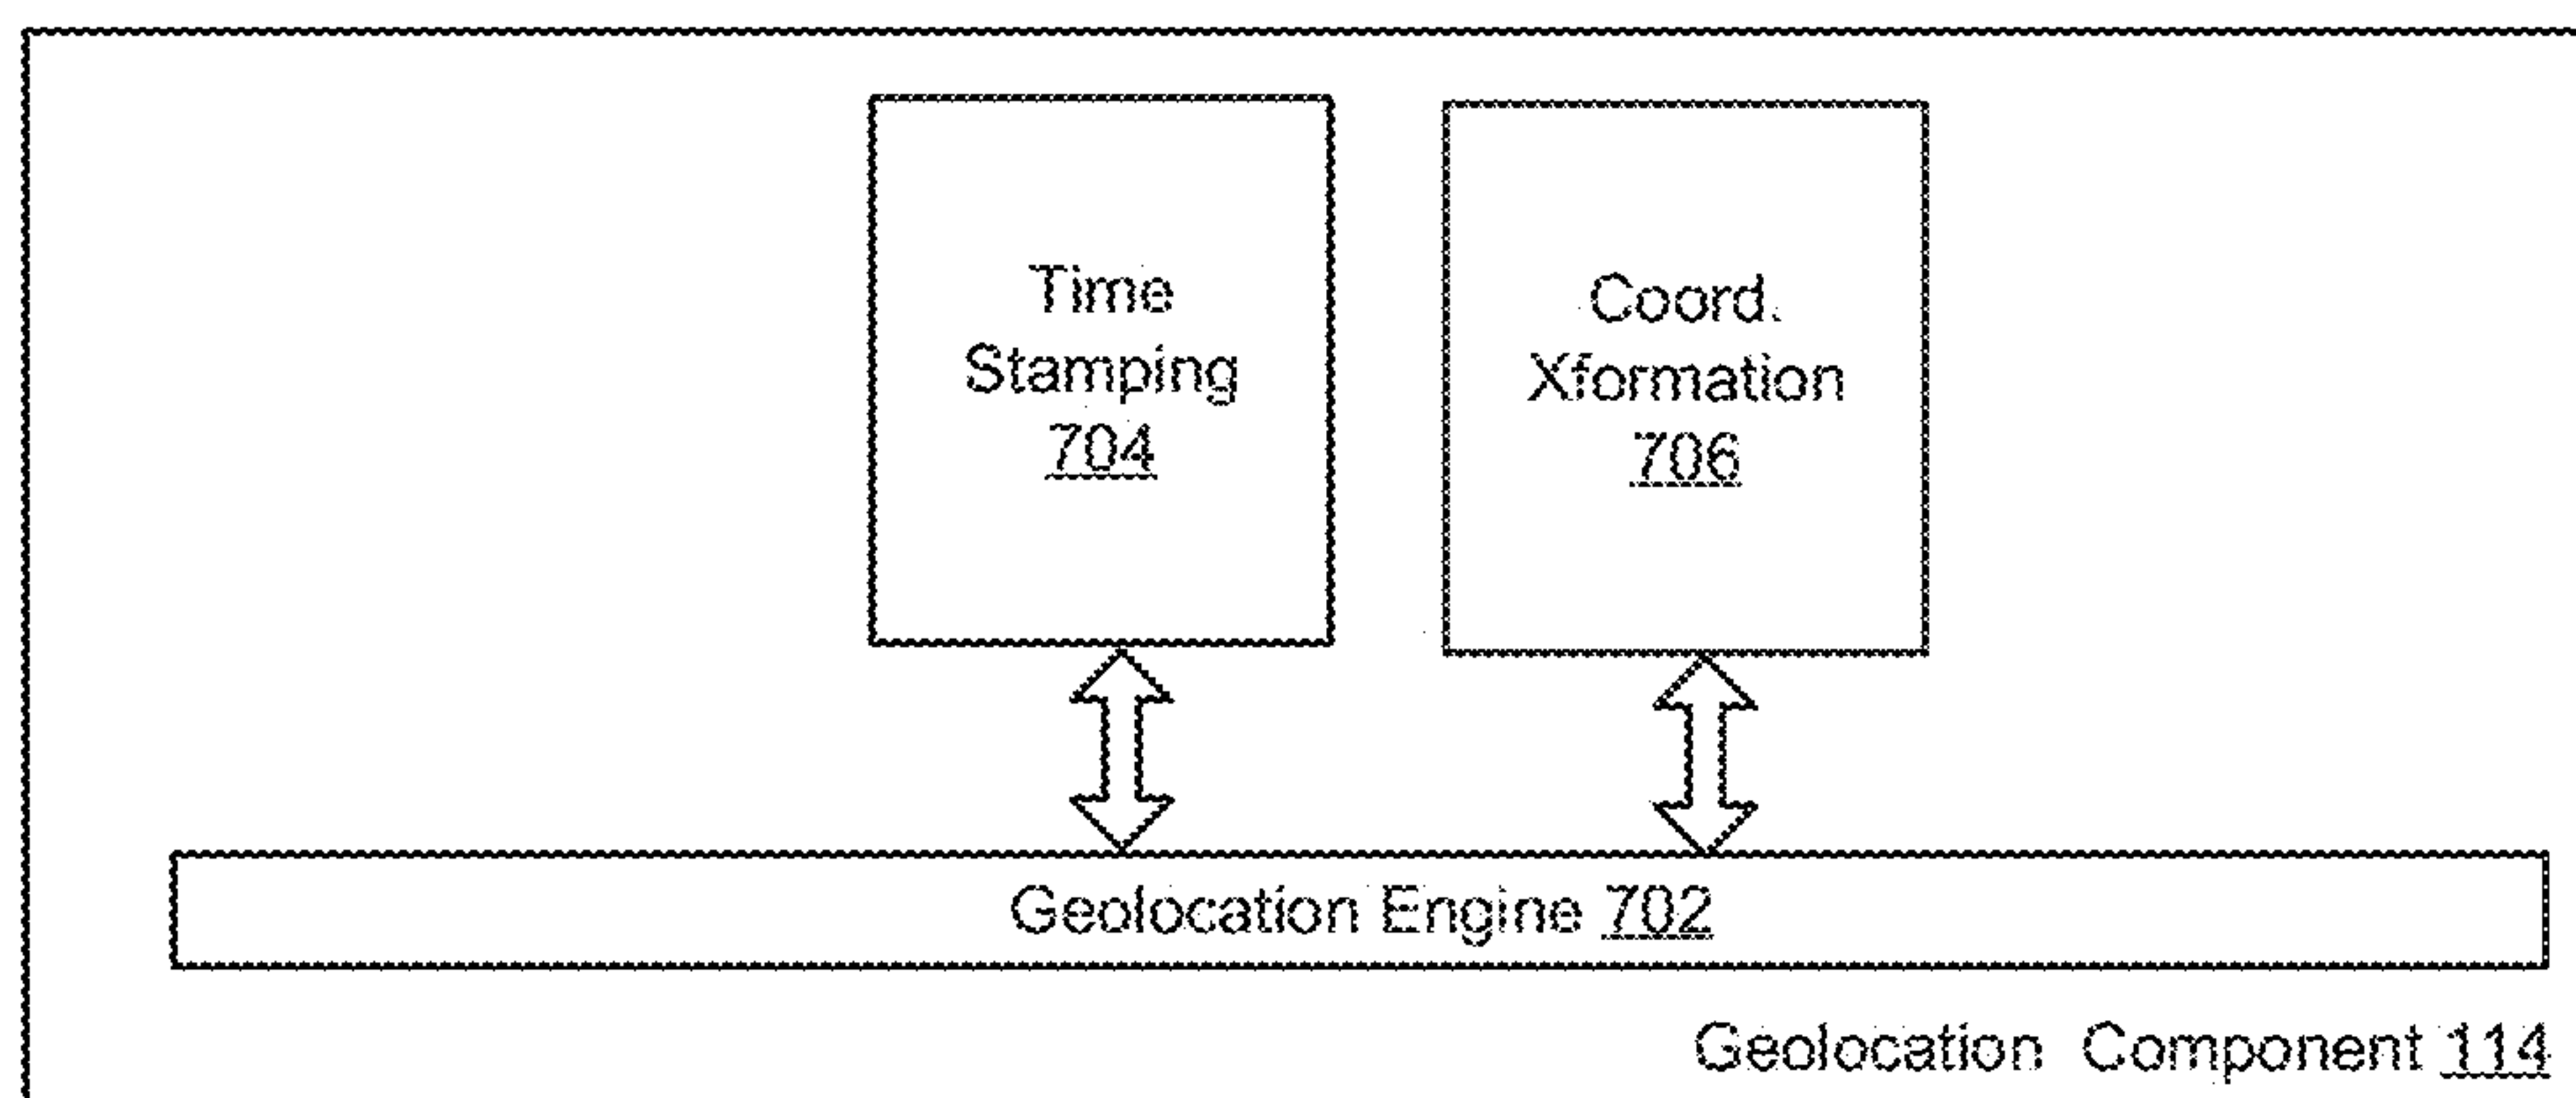 Time
Stamping
704
Coord.
Xformation
706
Geolocation Engine 702
Geolocation Component 114